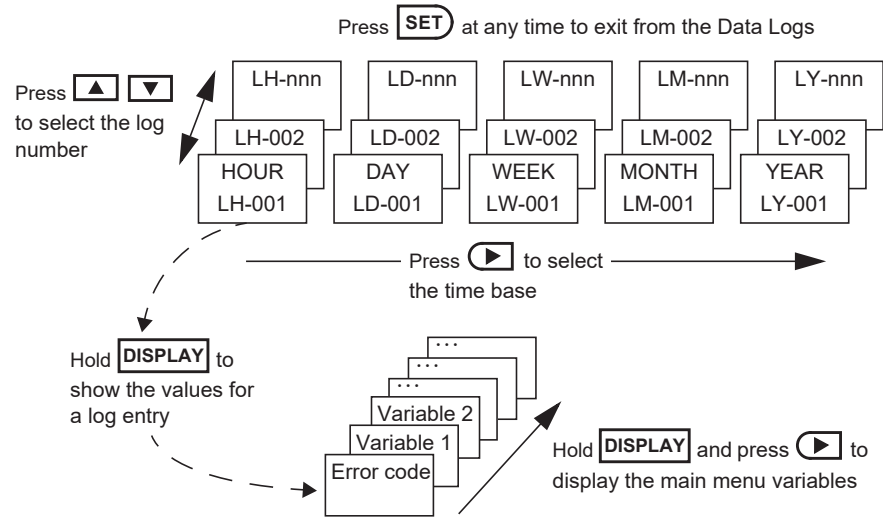 Press SET at any time to exit from the Data Logs
LH-nnn LD-nnn LW-nnn LM-nnn LY-nnn
Press ▲ ▼
to select the log
number
LH-002 LD-002 LW-002 LM-002 LY-002
HOUR DAY WEEK MONTH YEAR
LH-001 LD-001 LW-001 LM-001 LY-001
Press ▶ to select
the time base
Hold DISPLAY to
show the values for
a log entry
...
...
...
Variable 2
Variable 1
Error code
Hold DISPLAY and press ▶ to
display the main menu variables